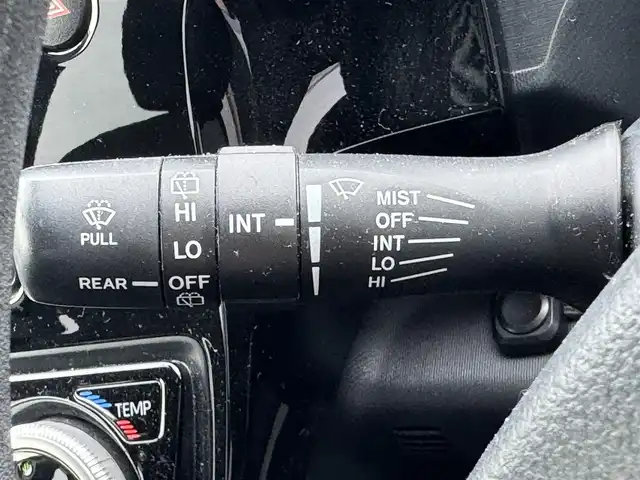 PULL
REAR
HI
LO
OFF
INT
MIST
OFF
INT
LO
HI
TEMP